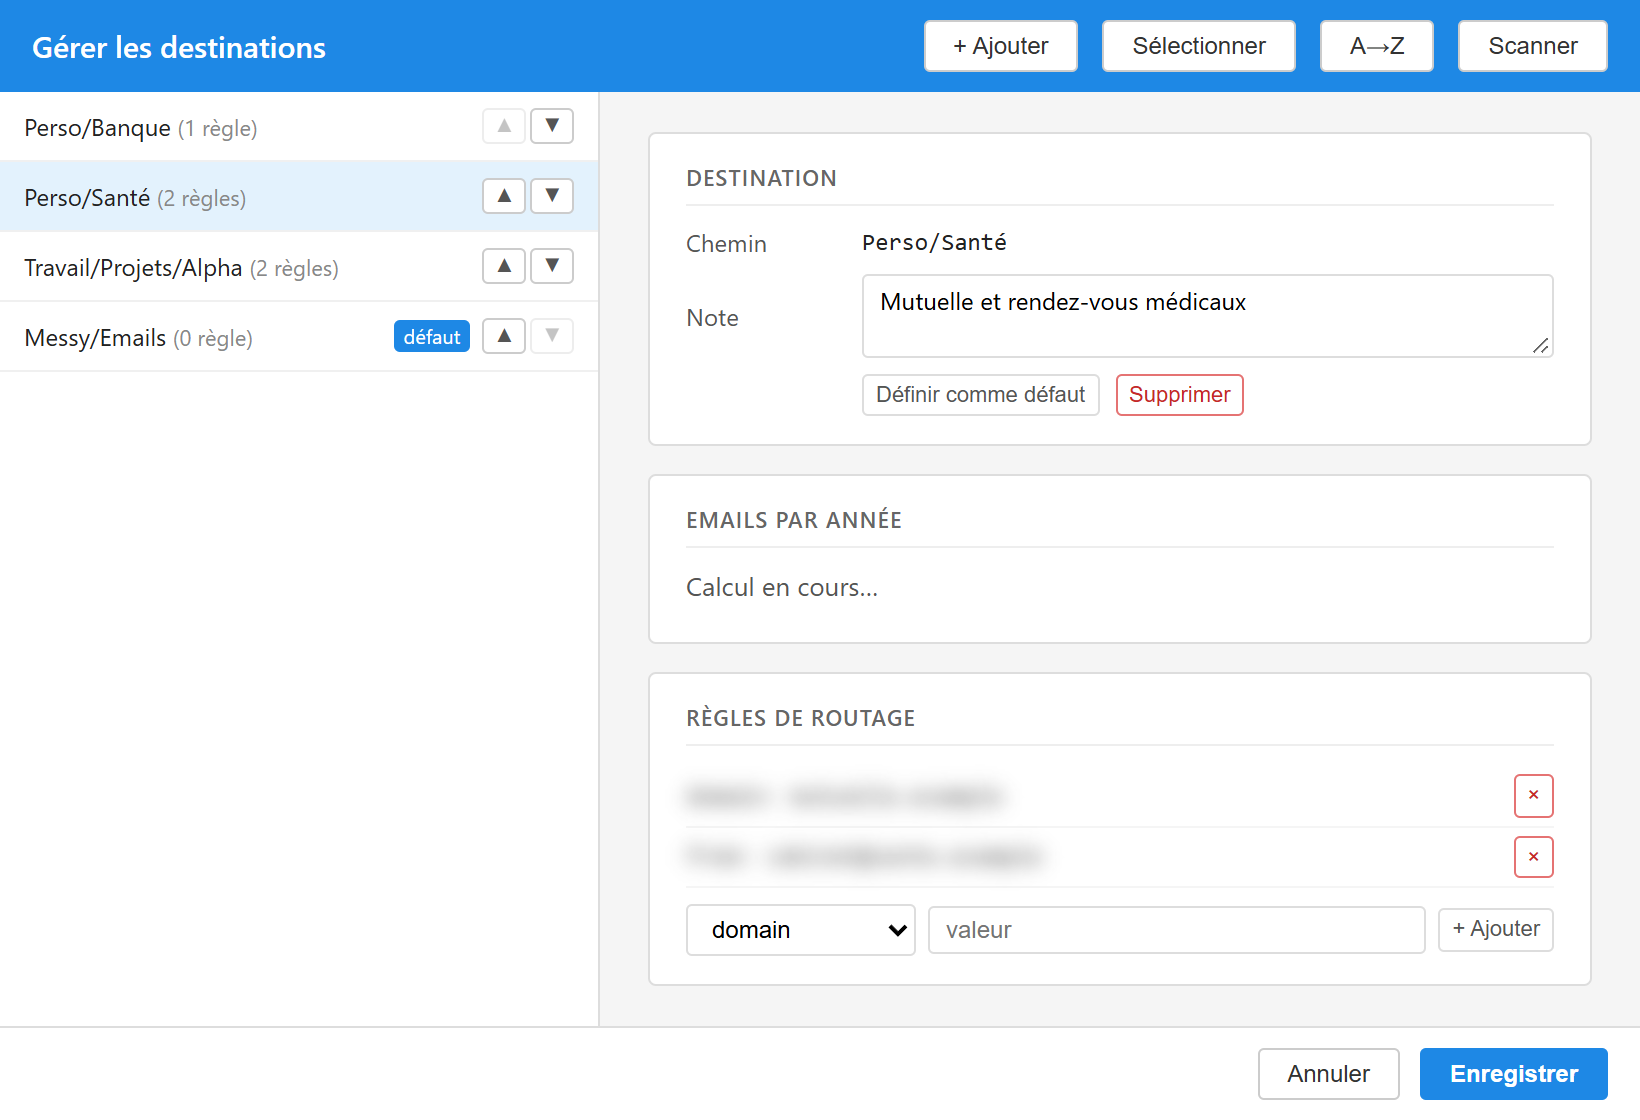 Gérer les destinations
+ Ajouter
Sélectionner
A→Z
Scanner
Perso/Banque (1 règle)
▲ ▼
Perso/Santé (2 règles)
▲ ▼
Travail/Projets/Alpha (2 règles)
▲ ▼
Messy/Emails (0 règle)
défaut
▲ ▼
DESTINATION
Chemin
Perso/Santé
Note
Mutuelle et rendez-vous médicaux
Définir comme défaut
Supprimer
EMAILS PAR ANNÉE
Calcul en cours...
RÈGLES DE ROUTAGE
×
×
domain
valeur
+ Ajouter
Annuler
Enregistrer